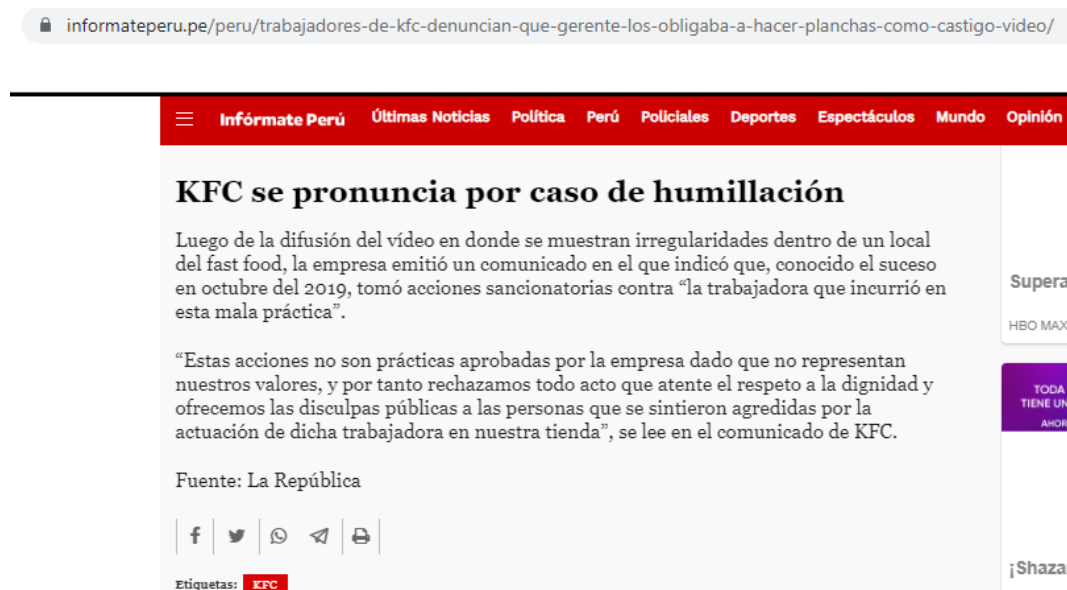 informateperu.pe/peru/trabajadores-de-kfc-denuncian-que-gerente-los-obligaba-a-hacer-planchas-como-castigo-video/
Infórmate Perú Últimas Noticias Política Perú Policiales Deportes Espectáculos Mundo Opinión
KFC se pronuncia por caso de humillación
Luego de la difusión del vídeo en donde se muestran irregularidades dentro de un local
del fast food, la empresa emitió un comunicado en el que indicó que, conocido el suceso
en octubre del 2019, tomó acciones sancionatorias contra “la trabajadora que incurrió en
esta mala práctica”.
“Estas acciones no son prácticas aprobadas por la empresa dado que no representan
nuestros valores, y por tanto rechazamos todo acto que atente el respeto a la dignidad y
ofrecemos las disculpas públicas a las personas que se sintieron agredidas por la
actuación de dicha trabajadora en nuestra tienda”, se lee en el comunicado de KFC.
Fuente: La República
Etiquetas: KFC
Supera
HBO MAX
TODA
TIENE UN
AHOR
¡Shaza